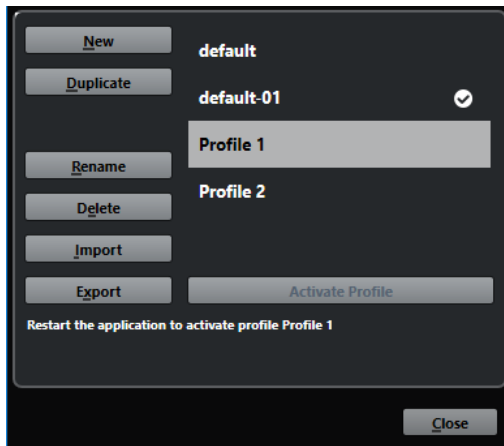 New
Duplicate
Rename
Delete
Import
Export
default
default-01
Profile 1
Profile 2
Activate Profile
Restart the application to activate profile Profile 1
Close